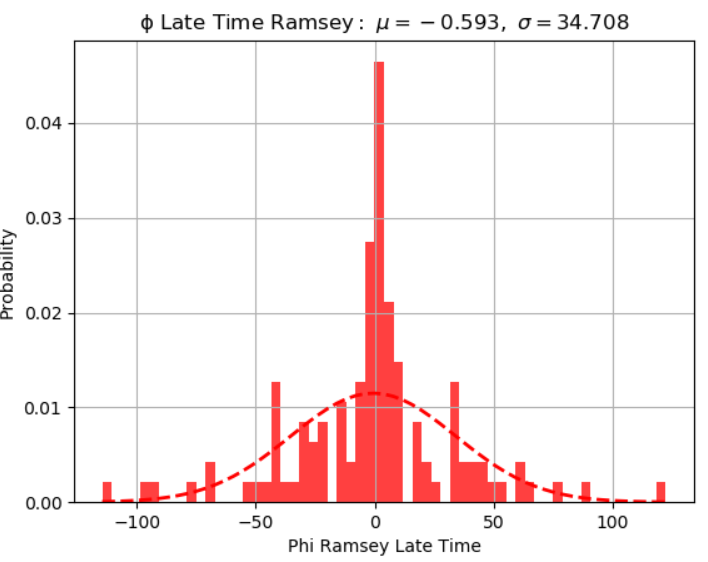 ϕ Late Time Ramsey: μ = −0.593, σ = 34.708
Probability
0.04
0.03
0.02
0.01
0.00
−100 −50 0 50 100
Phi Ramsey Late Time